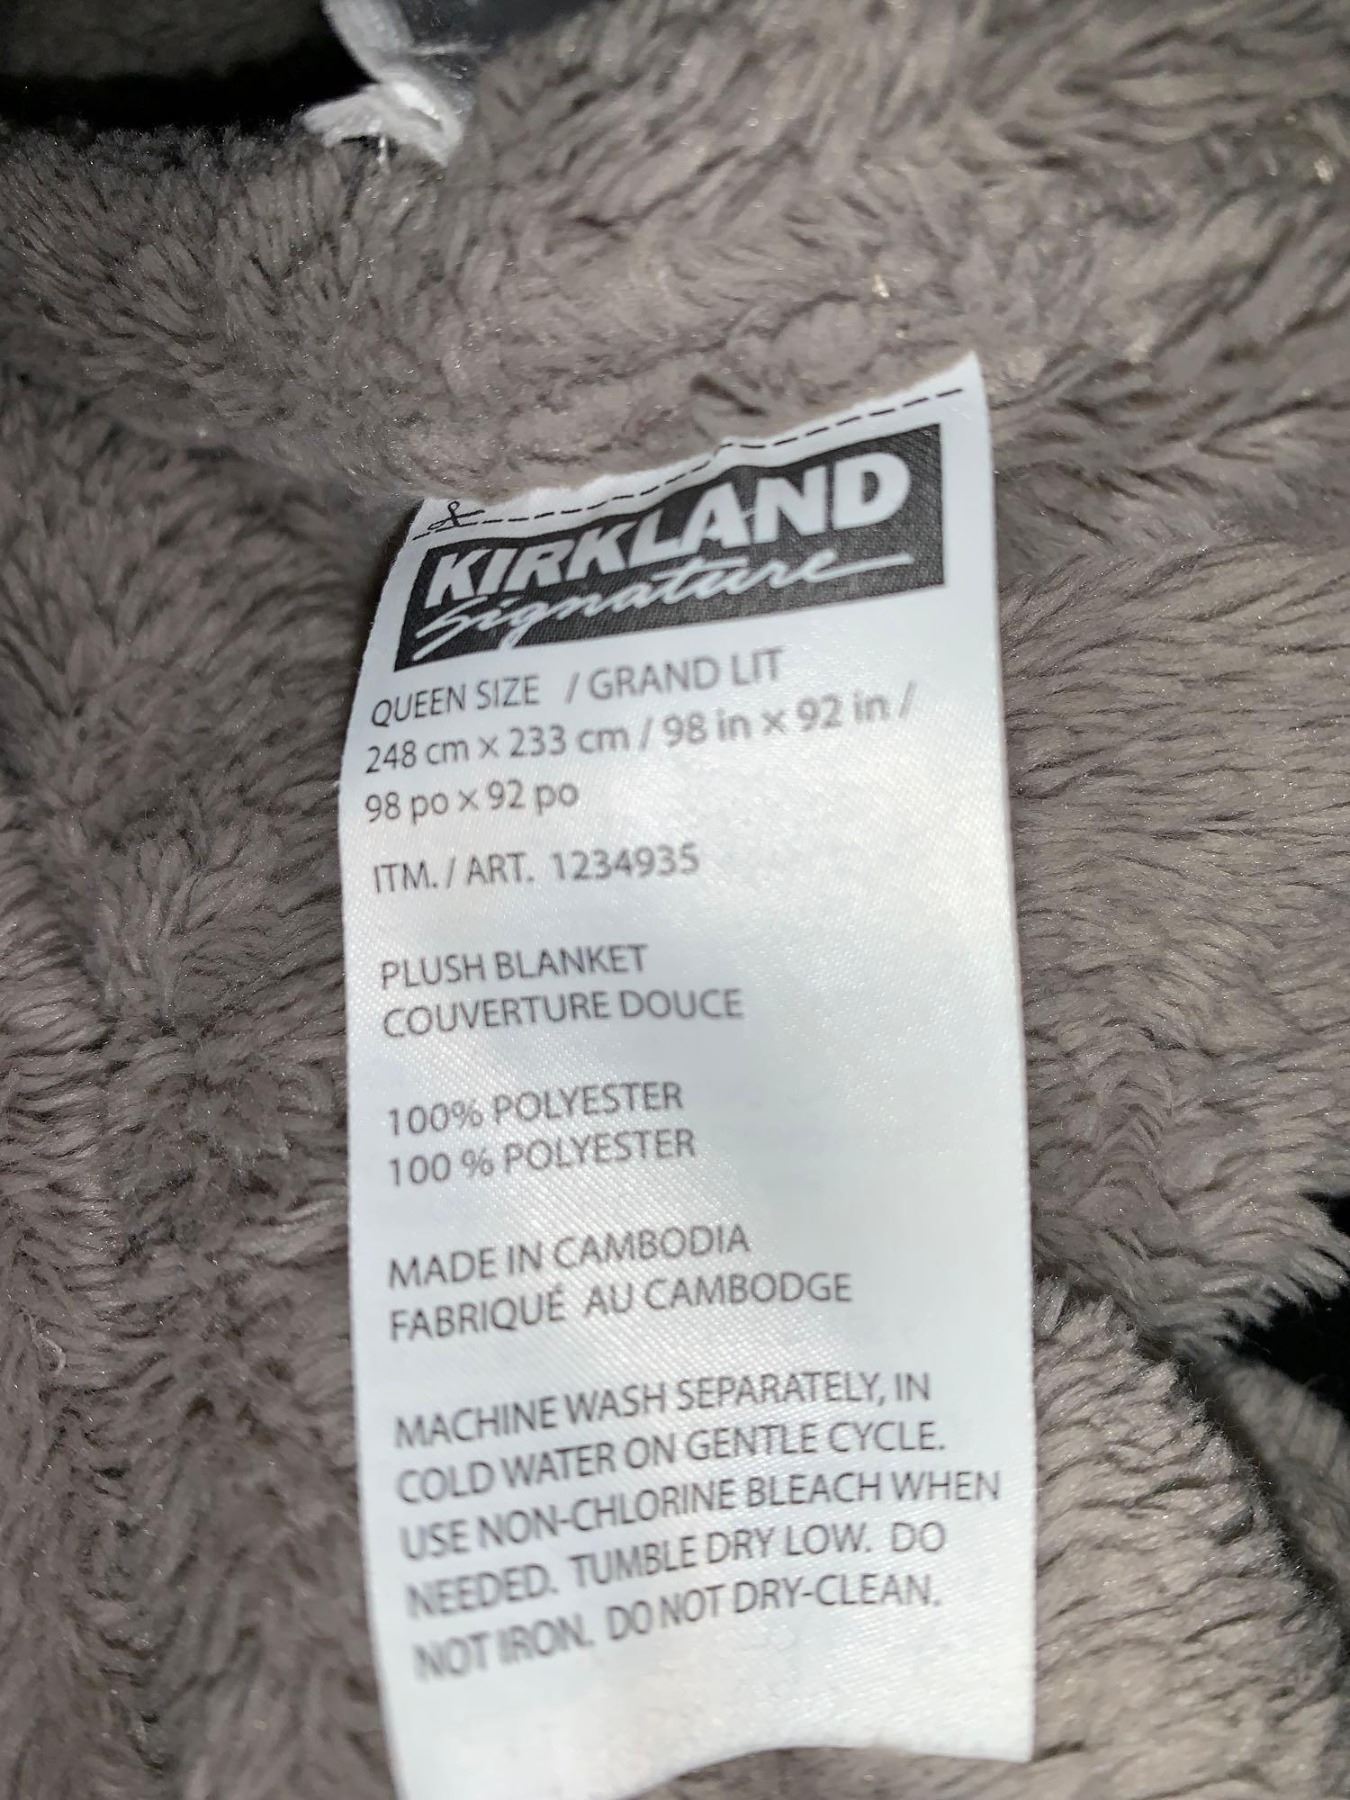 KIRKLAND
Signature
QUEEN SIZE / GRAND LIT
248 cm × 233 cm / 98 in × 92 in /
98 po × 92 po
ITM. / ART. 1234935
PLUSH BLANKET
COUVERTURE DOUCE
100% POLYESTER
100 % POLYESTER
MADE IN CAMBODIA
FABRIQUÉ AU CAMBODGE
MACHINE WASH SEPARATELY, IN
COLD WATER ON GENTLE CYCLE.
USE NON-CHLORINE BLEACH WHEN
NEEDED. TUMBLE DRY LOW. DO
NOT IRON. DO NOT DRY-CLEAN.